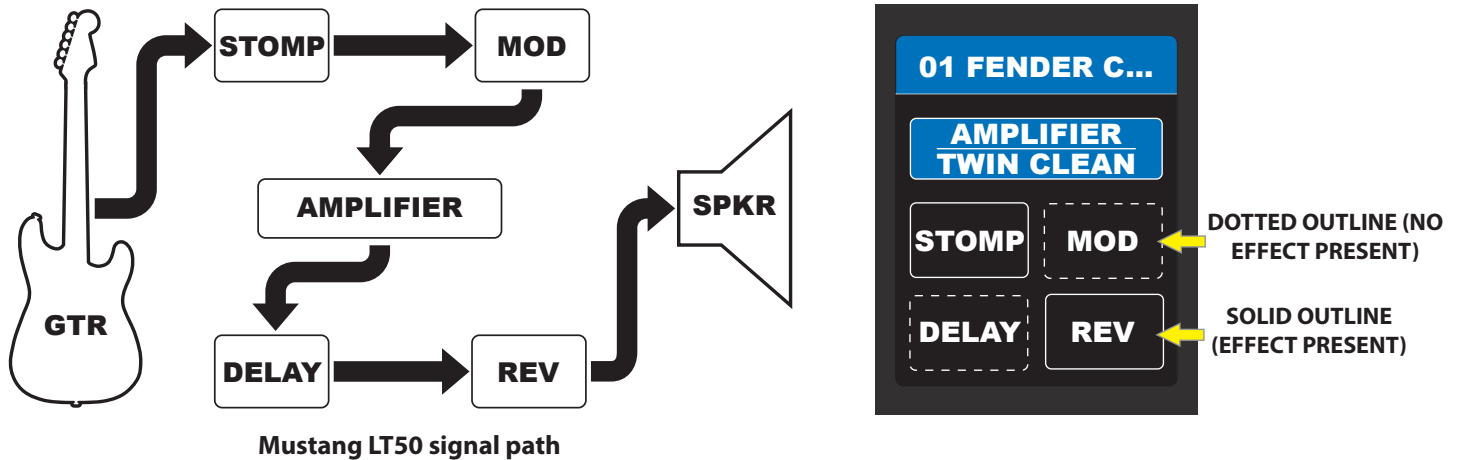 STOMP
MOD
AMPLIFIER
SPKR
GTR
DELAY
REV
Mustang LT50 signal path
01 FENDER C...
AMPLIFIER
TWIN CLEAN
STOMP
MOD
DOTTED OUTLINE (NO
EFFECT PRESENT)
DELAY
REV
SOLID OUTLINE
(EFFECT PRESENT)